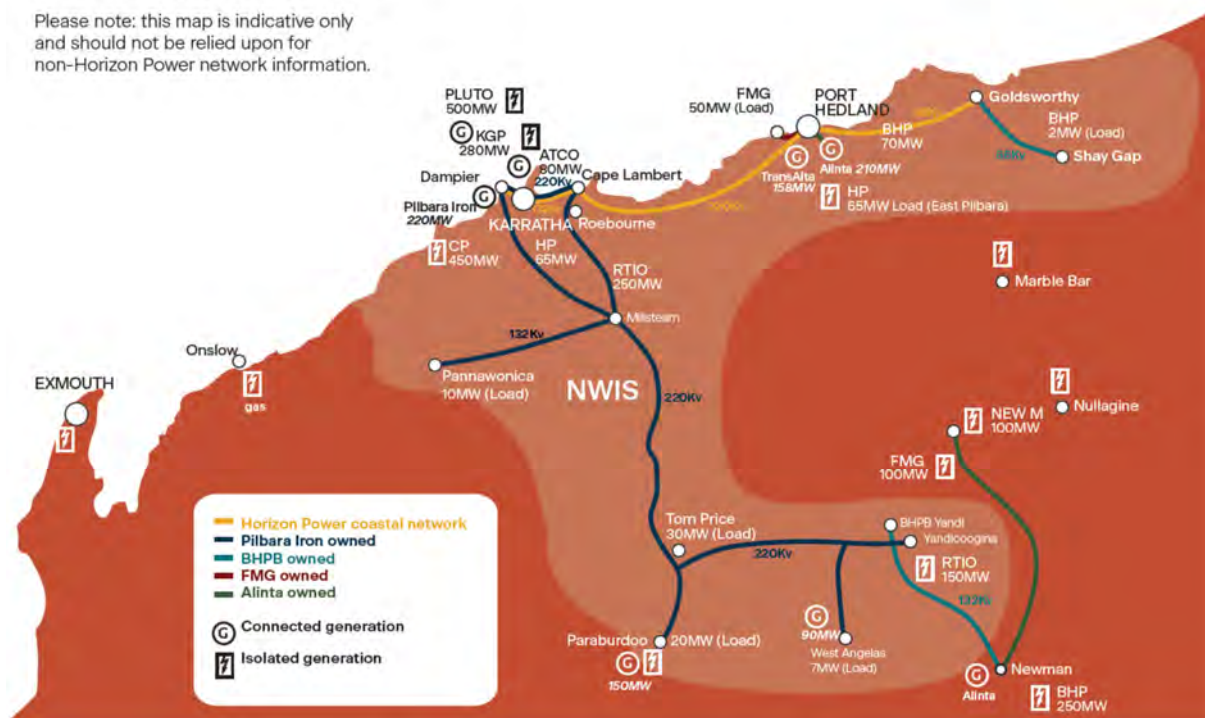 Please note: this map is indicative only
and should not be relied upon for
non-Horizon Power network information.
PLUTO
500MW
G
KGP
280MW
G
ATCO
80MW
220Kv
Dampier
G
Pilbara Iron
220MW
Cape Lambert
KARRATHA
Roebourne
CP
450MW
HP
65MW
RTIO
250MW
FMG
50MW (Load)
PORT
HEDLAND
G
TransAlta
158MW
G
Alinta 210MW
HP
65MW Load (East Pilbara)
BHP
70MW
Goldsworthy
BHP
2MW (Load)
Shay Gap
Marble Bar
Millsteam
132Kv
Pannawonica
10MW (Load)
NWIS
220Kv
Onslow
gas
EXMOUTH
Nullagine
NEW M
100MW
FMG
100MW
Tom Price
30MW (Load)
220Kv
BHPB Yandi
Yandicoogina
RTIO
150MW
132Kv
Paraburdoo
20MW (Load)
G
150MW
G
90MW
West Angelas
7MW (Load)
G
Alinta
Newman
BHP
250MW
Horizon Power coastal network
Pilbara Iron owned
BHPB owned
FMG owned
Alinta owned
G Connected generation
Isolated generation